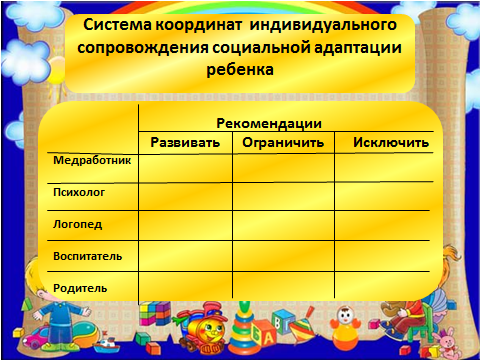 Система координат индивидуального
сопровождения социальной адаптации
ребенка
Рекомендации
Развивать Ограничить Исключить
Медработник
Психолог
Логопед
Воспитатель
Родитель